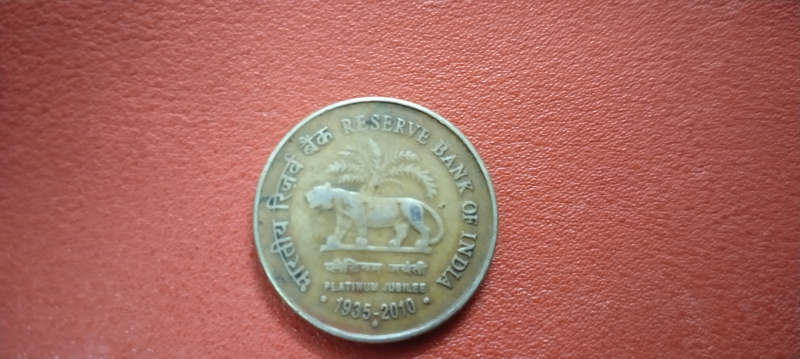 भारतीय रिज़र्व बैंक
RESERVE BANK OF INDIA
प्लैटिनम जयंती
PLATINUM JUBILEE
• 1935-2010 •